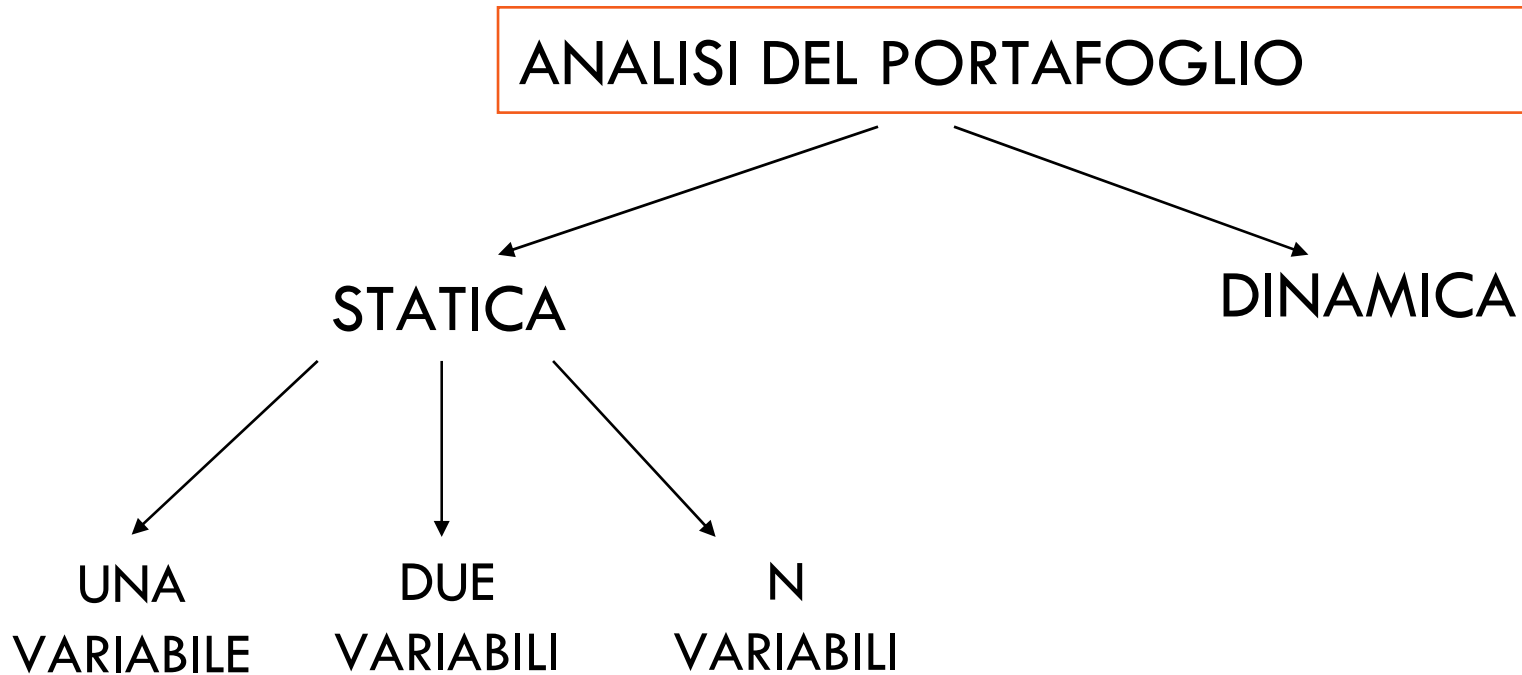 ANALISI DEL PORTAFOGLIO
STATICA
DINAMICA
UNA
VARIABILE
DUE
VARIABILI
N
VARIABILI